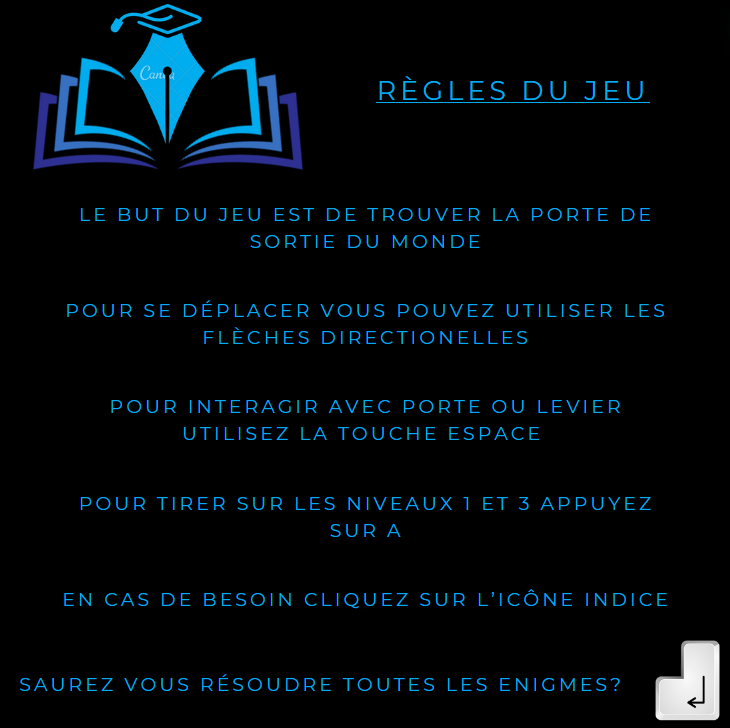 Canva
RÈGLES DU JEU
LE BUT DU JEU EST DE TROUVER LA PORTE DE
SORTIE DU MONDE
POUR SE DÉPLACER VOUS POUVEZ UTILISER LES
FLÈCHES DIRECTIONELLES
POUR INTERAGIR AVEC PORTE OU LEVIER
UTILISEZ LA TOUCHE ESPACE
POUR TIRER SUR LES NIVEAUX 1 ET 3 APPUYEZ
SUR A
EN CAS DE BESOIN CLIQUEZ SUR L’ICÔNE INDICE
SAUREZ VOUS RÉSOUDRE TOUTES LES ENIGMES?